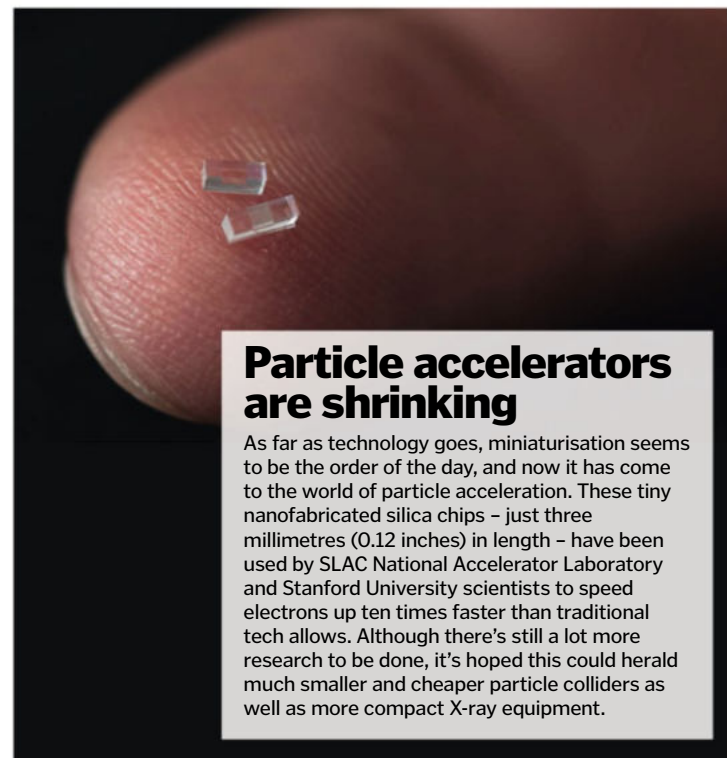 Particle accelerators
are shrinking
As far as technology goes, miniaturisation seems
to be the order of the day, and now it has come
to the world of particle acceleration. These tiny
nanofabricated silica chips – just three
millimetres (0.12 inches) in length – have been
used by SLAC National Accelerator Laboratory
and Stanford University scientists to speed
electrons up ten times faster than traditional
tech allows. Although there’s still a lot more
research to be done, it’s hoped this could herald
much smaller and cheaper particle colliders as
well as more compact X-ray equipment.